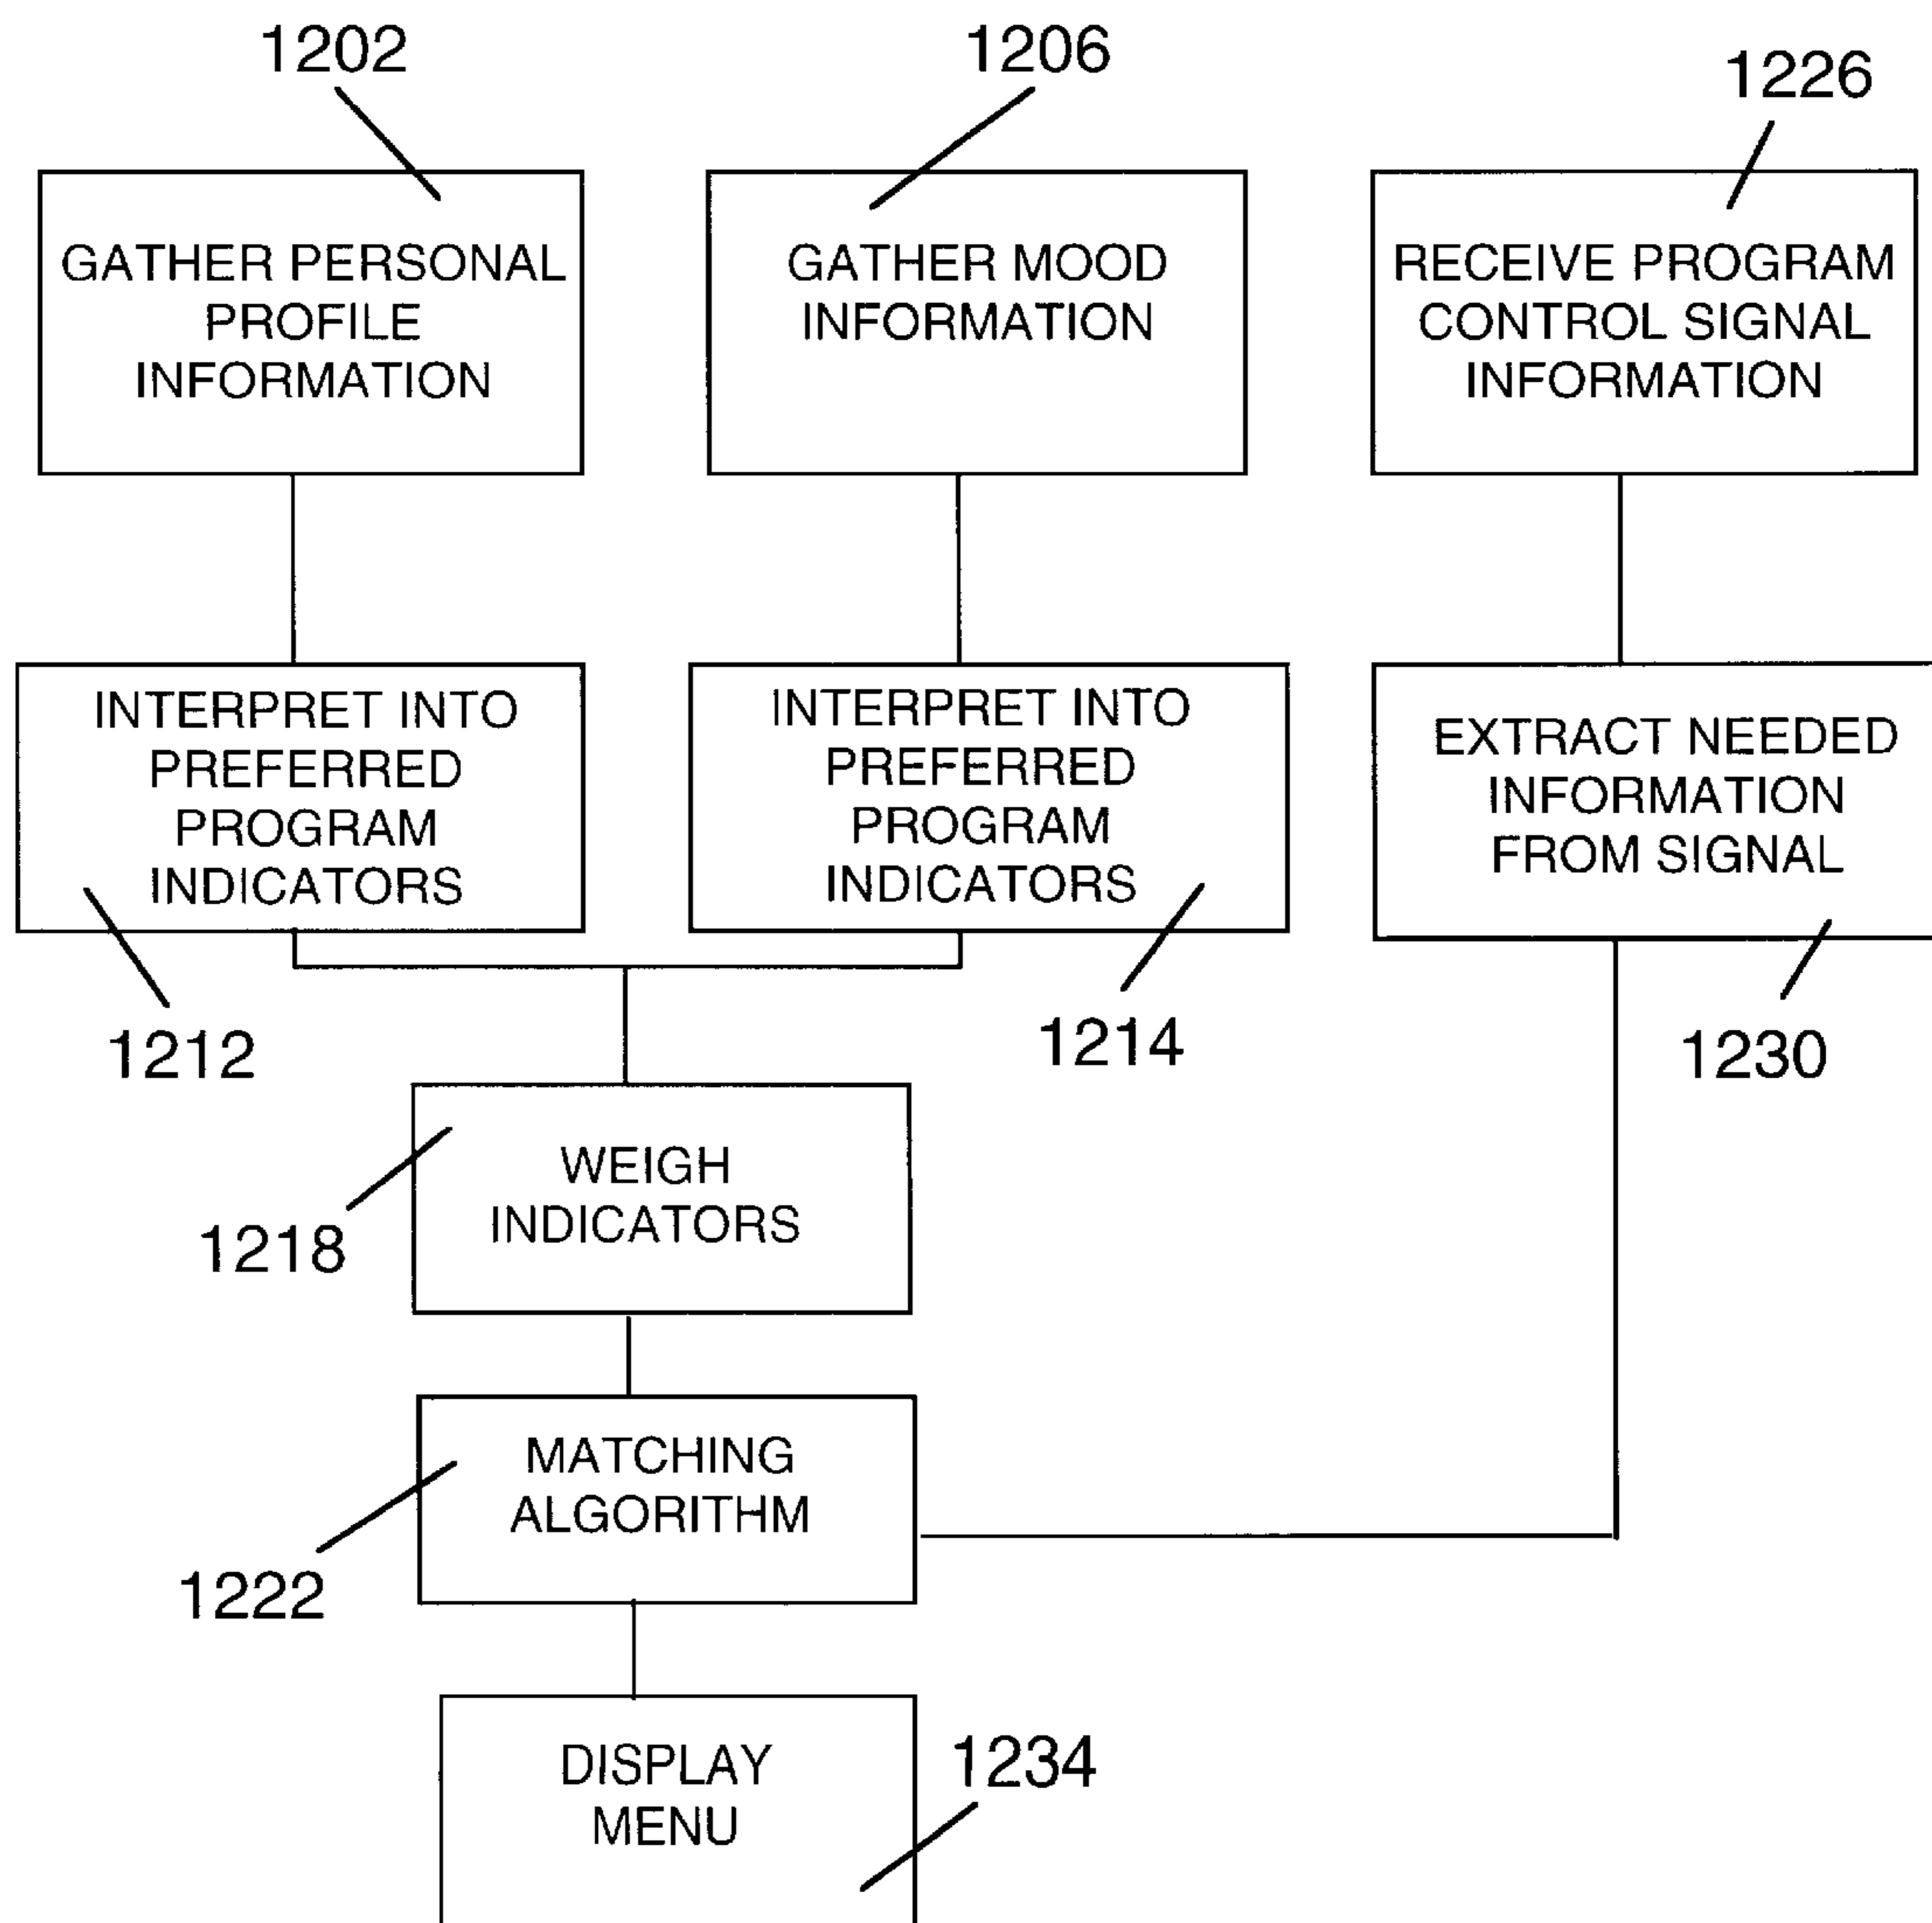 1202
1206
1226
GATHER PERSONAL
PROFILE
INFORMATION
GATHER MOOD
INFORMATION
RECEIVE PROGRAM
CONTROL SIGNAL
INFORMATION
INTERPRET INTO
PREFERRED
PROGRAM
INDICATORS
INTERPRET INTO
PREFERRED
PROGRAM
INDICATORS
EXTRACT NEEDED
INFORMATION
FROM SIGNAL
1212
1214
1230
WEIGH
INDICATORS
1218
MATCHING
ALGORITHM
1222
DISPLAY
MENU
1234